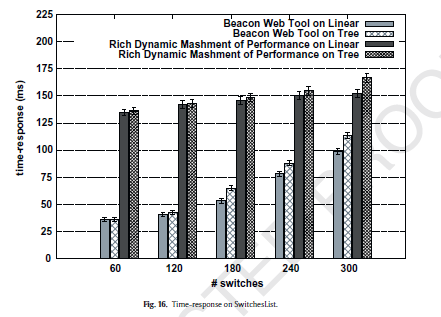 225
200
175
150
125
100
75
50
25
0
time-response (ms)
Beacon Web Tool on Linear
Beacon Web Tool on Tree
Rich Dynamic Mashment of Performance on Linear
Rich Dynamic Mashment of Performance on Tree
60 120 180 240 300
# switches
Fig. 16. Time-response on SwitchesList.